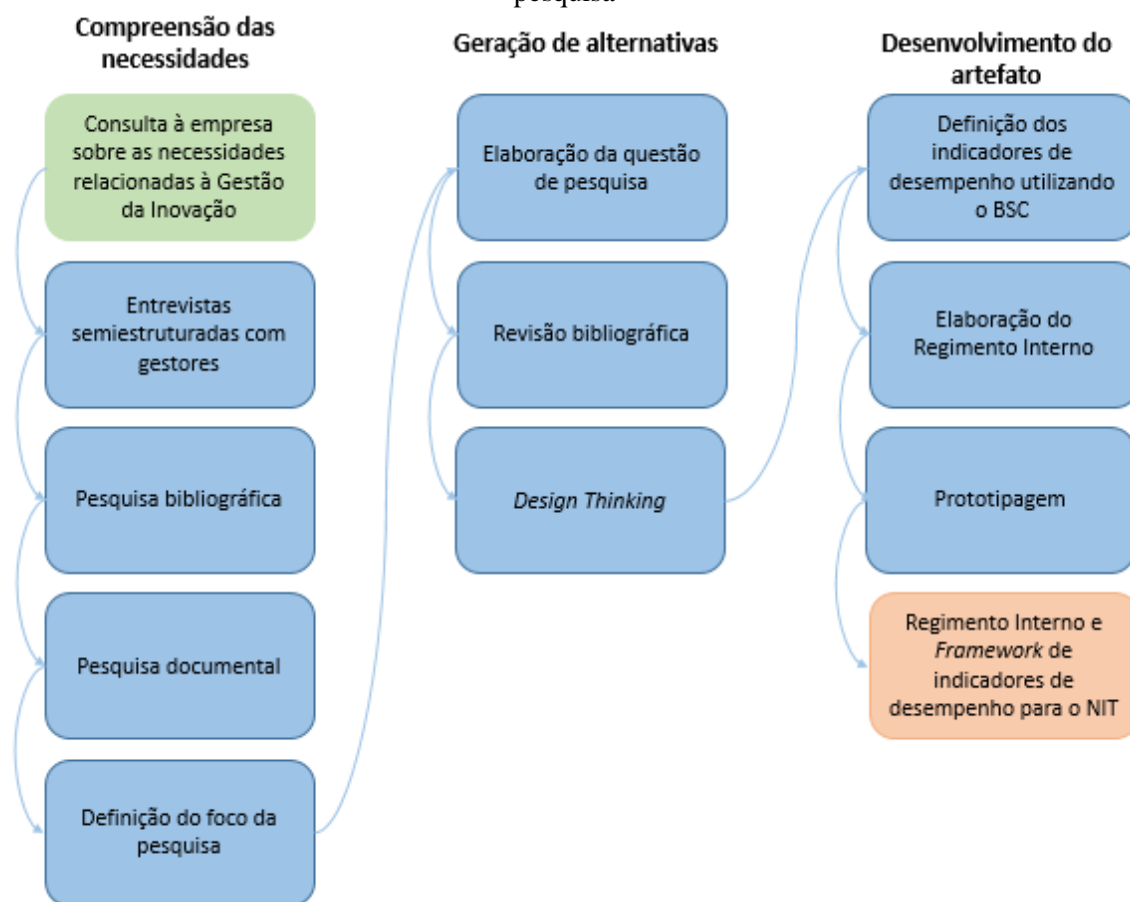 pesquisa
Compreensão das
necessidades
Consulta à empresa
sobre as necessidades
relacionadas à Gestão
da Inovação
Entrevistas
semiestruturadas com
gestores
Pesquisa bibliográfica
Pesquisa documental
Definição do foco da
pesquisa
Geração de alternativas
Elaboração da questão
de pesquisa
Revisão bibliográfica
Design Thinking
Desenvolvimento do
artefato
Definição dos
indicadores de
desempenho utilizando
o BSC
Elaboração do
Regimento Interno
Prototipagem
Regimento Interno e
Framework de
indicadores de
desempenho para o NIT